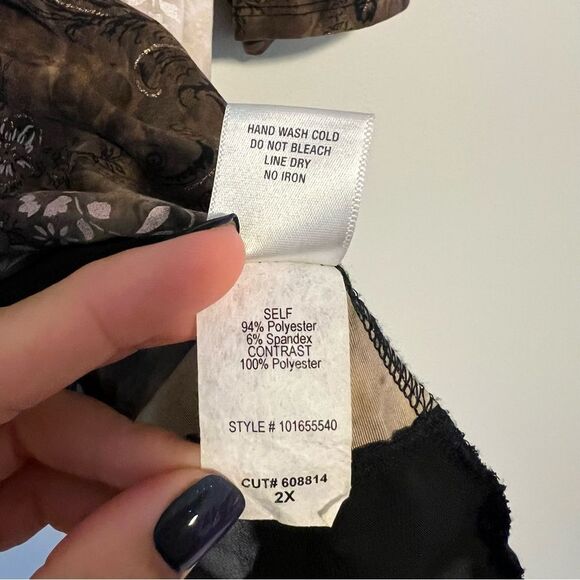 HAND WASH COLD
DO NOT BLEACH
LINE DRY
NO IRON
SELF
94% Polyester
6% Spandex
CONTRAST
100% Polyester
STYLE # 101655540
CUT# 608814
2X